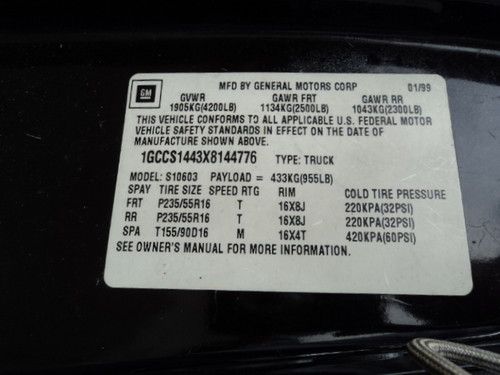 GM MFD BY GENERAL MOTORS CORP 01/99
GVWR GAWR FRT GAWR RR
1905KG(4200LB) 1134KG(2500LB) 1043KG(2300LB)
THIS VEHICLE CONFORMS TO ALL APPLICABLE U.S. FEDERAL MOTOR
VEHICLE SAFETY STANDARDS IN EFFECT ON THE DATE OF
MANUFACTURE SHOWN ABOVE.
1GCCS1443X8144776 TYPE: TRUCK
MODEL: S10603 PAYLOAD = 433KG(955LB)
SPAY TIRE SIZE SPEED RTG RIM COLD TIRE PRESSURE
FRT P235/55R16 T 16X8J 220KPA(32PSI)
RR P235/55R16 T 16X8J 220KPA(32PSI)
SPA T155/90D16 M 16X4T 420KPA(60PSI)
SEE OWNER'S MANUAL FOR MORE INFORMATION.